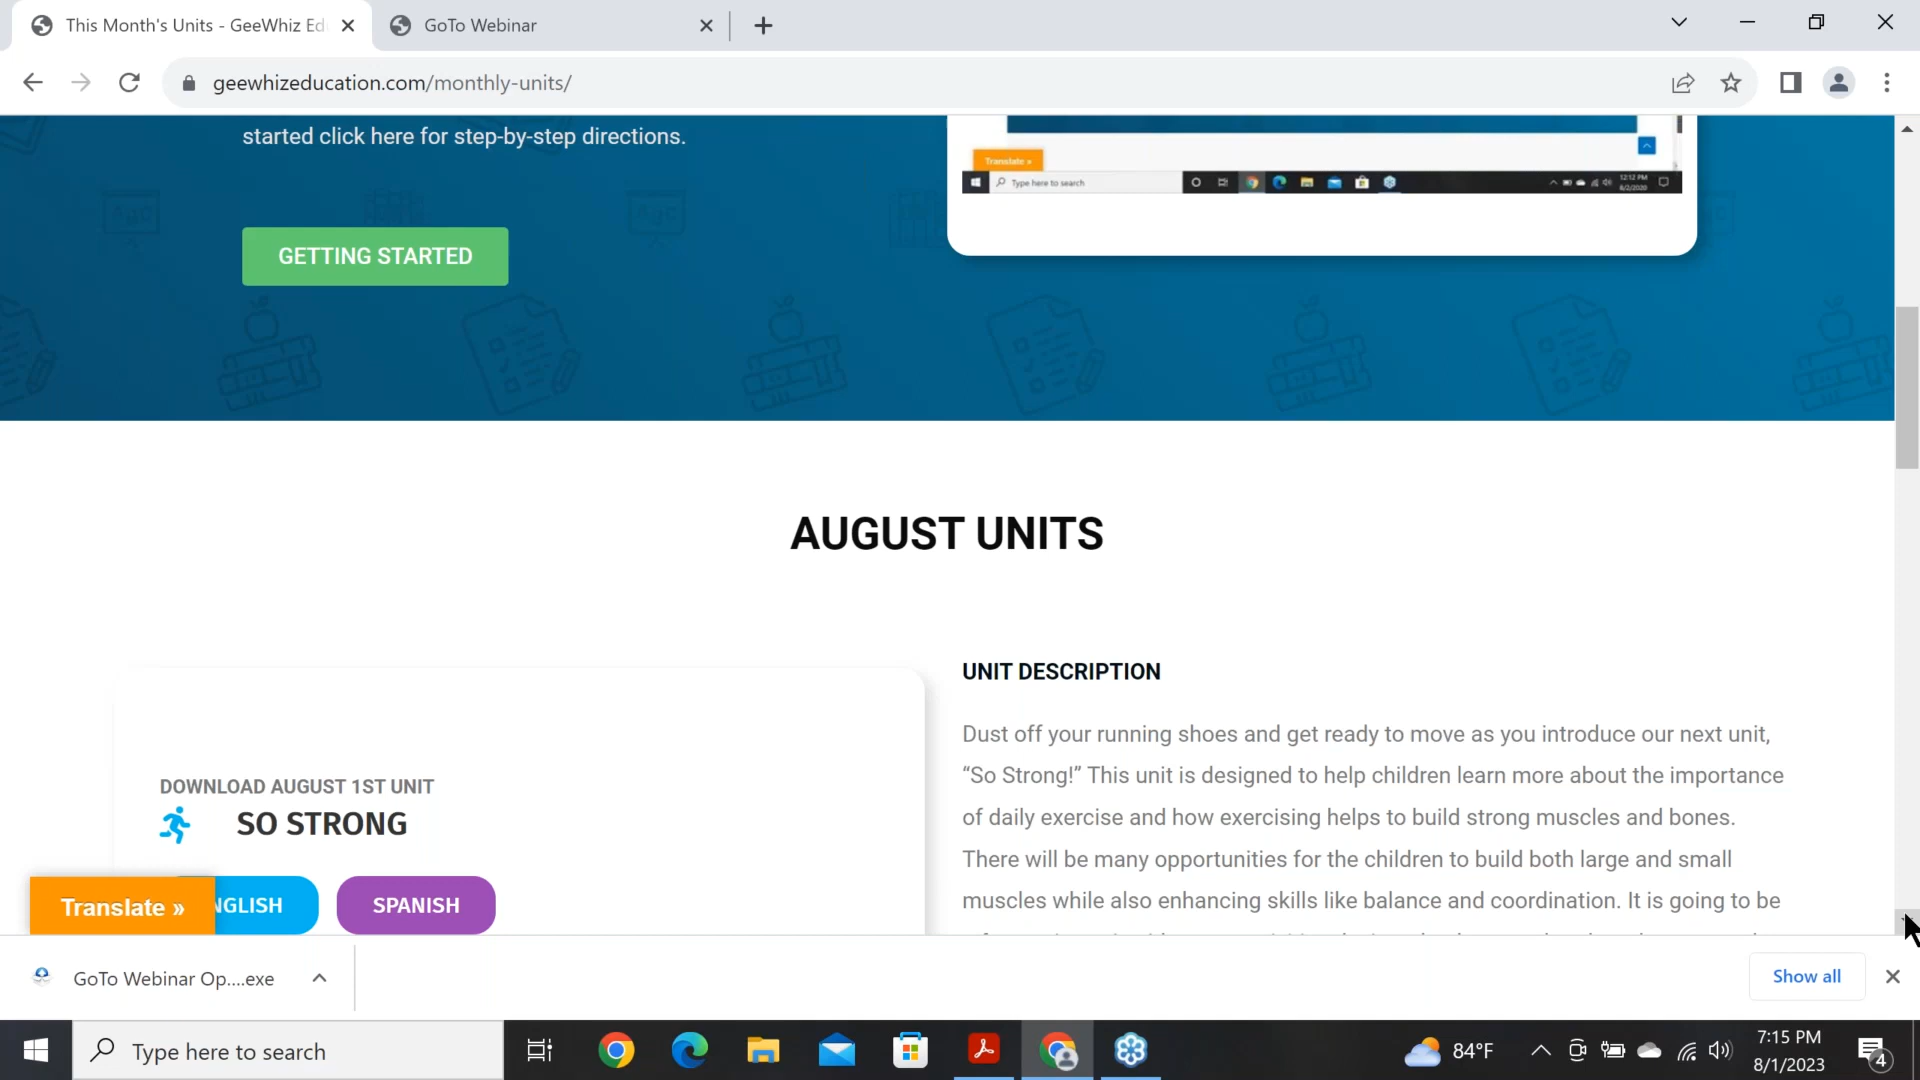 This Month's Units - GeeWhiz Ed
GoTo Webinar
geewhizeducation.com/monthly-units/
started click here for step-by-step directions.
Translate »
Type here to search
12:12 PM
8/2/2020
GETTING STARTED
AUGUST UNITS
UNIT DESCRIPTION
Dust off your running shoes and get ready to move as you introduce our next unit,
“So Strong!” This unit is designed to help children learn more about the importance
of daily exercise and how exercising helps to build strong muscles and bones.
There will be many opportunities for the children to build both large and small
muscles while also enhancing skills like balance and coordination. It is going to be
DOWNLOAD AUGUST 1ST UNIT
SO STRONG
Translate »
NGLISH
SPANISH
GoTo Webinar Op....exe
Show all
Type here to search
84°F
7:15 PM
8/1/2023
4